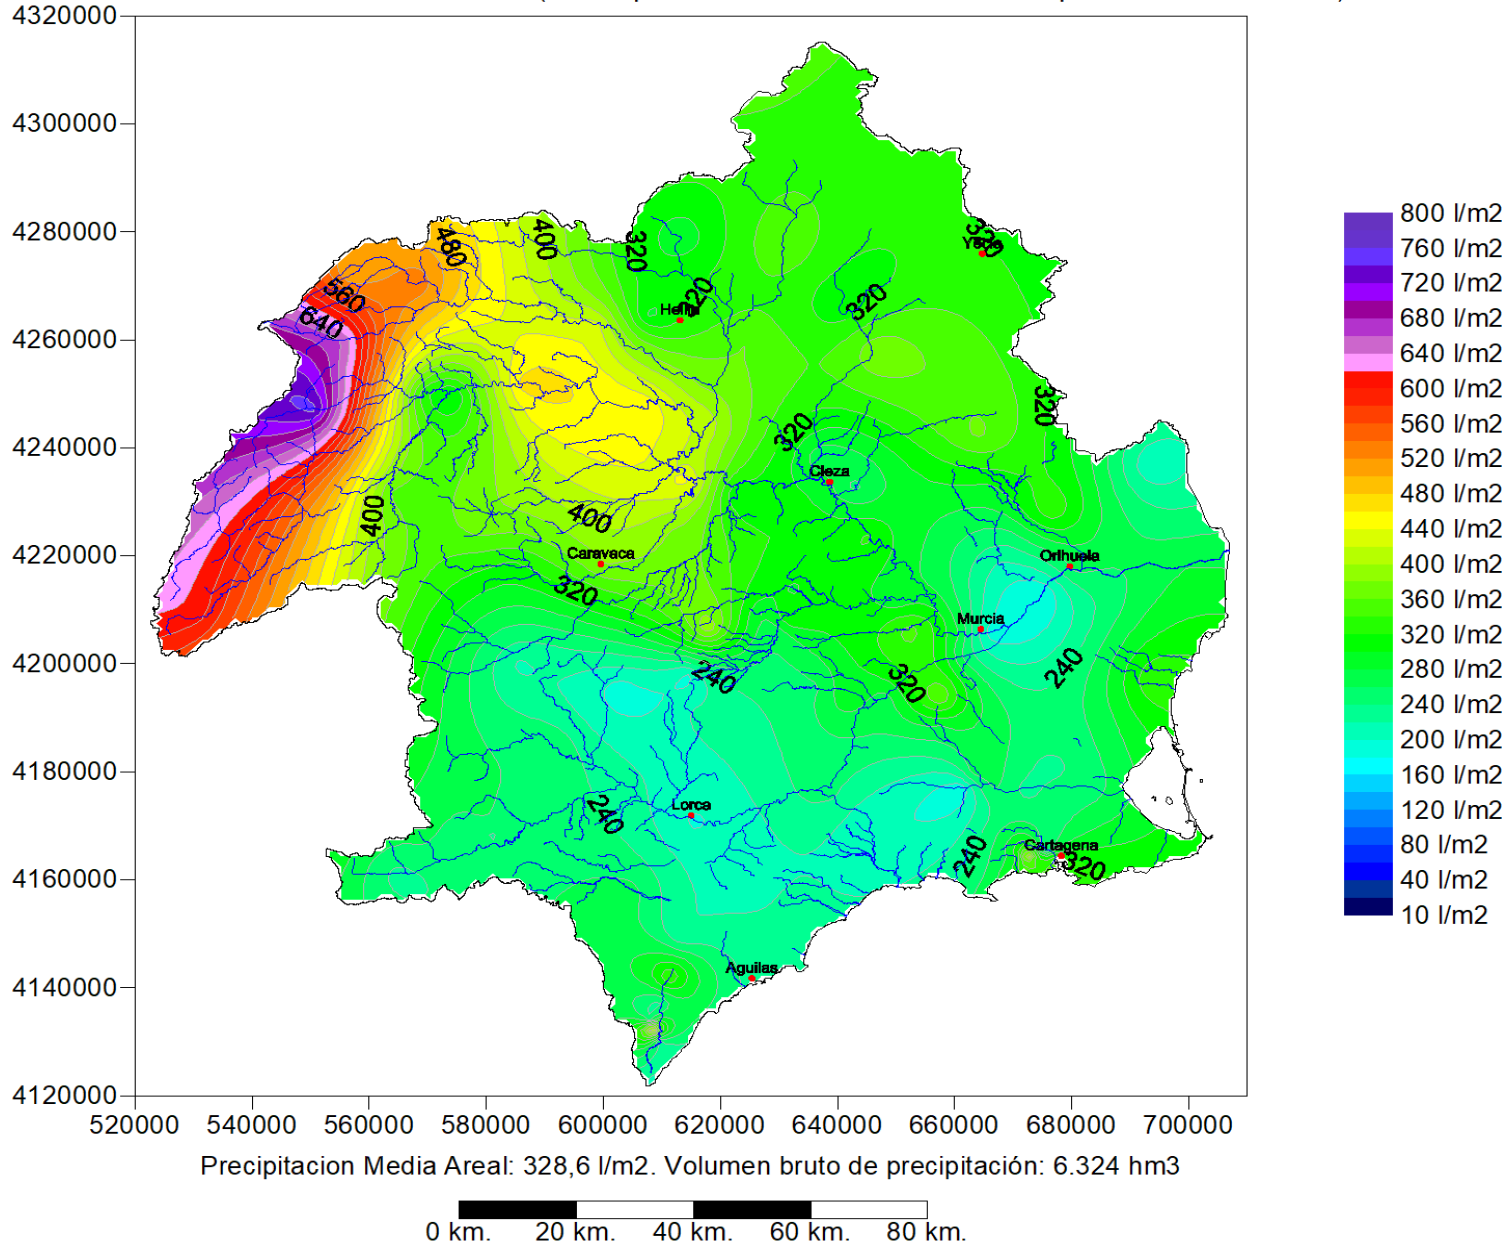 4320000
4300000
4280000
4260000
4240000
4220000
4200000
4180000
4160000
4140000
4120000
520000 540000 560000 580000 600000 620000 640000 660000 680000 700000
480
400
320
320
560
640
320
320
Hellin
320
320
320
Cieza
400
400
Caravaca
320
Orihuela
Murcia
240
240
320
240
Lorca
240
Cartagena
320
Aguilas
800 l/m2
760 l/m2
720 l/m2
680 l/m2
640 l/m2
600 l/m2
560 l/m2
520 l/m2
480 l/m2
440 l/m2
400 l/m2
360 l/m2
320 l/m2
280 l/m2
240 l/m2
200 l/m2
160 l/m2
120 l/m2
80 l/m2
40 l/m2
10 l/m2
Precipitacion Media Areal: 328,6 l/m2. Volumen bruto de precipitación: 6.324 hm3
0 km. 20 km. 40 km. 60 km. 80 km.